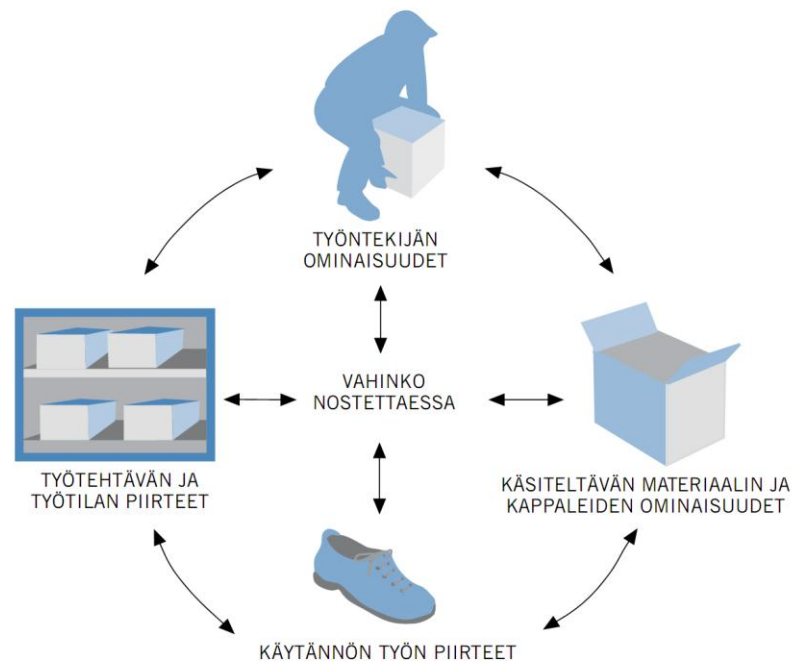 TYÖNTEKIJÄN
OMINAISUUDET
VAHINKO
NOSTETTAESSA
TYÖTEHTÄVÄN JA
TYÖTILAN PIIRTEET
KÄSITELTÄVÄN MATERIAALIN JA
KAPPALEIDEN OMINAISUUDET
KÄYTÄNNÖN TYÖN PIIRTEET